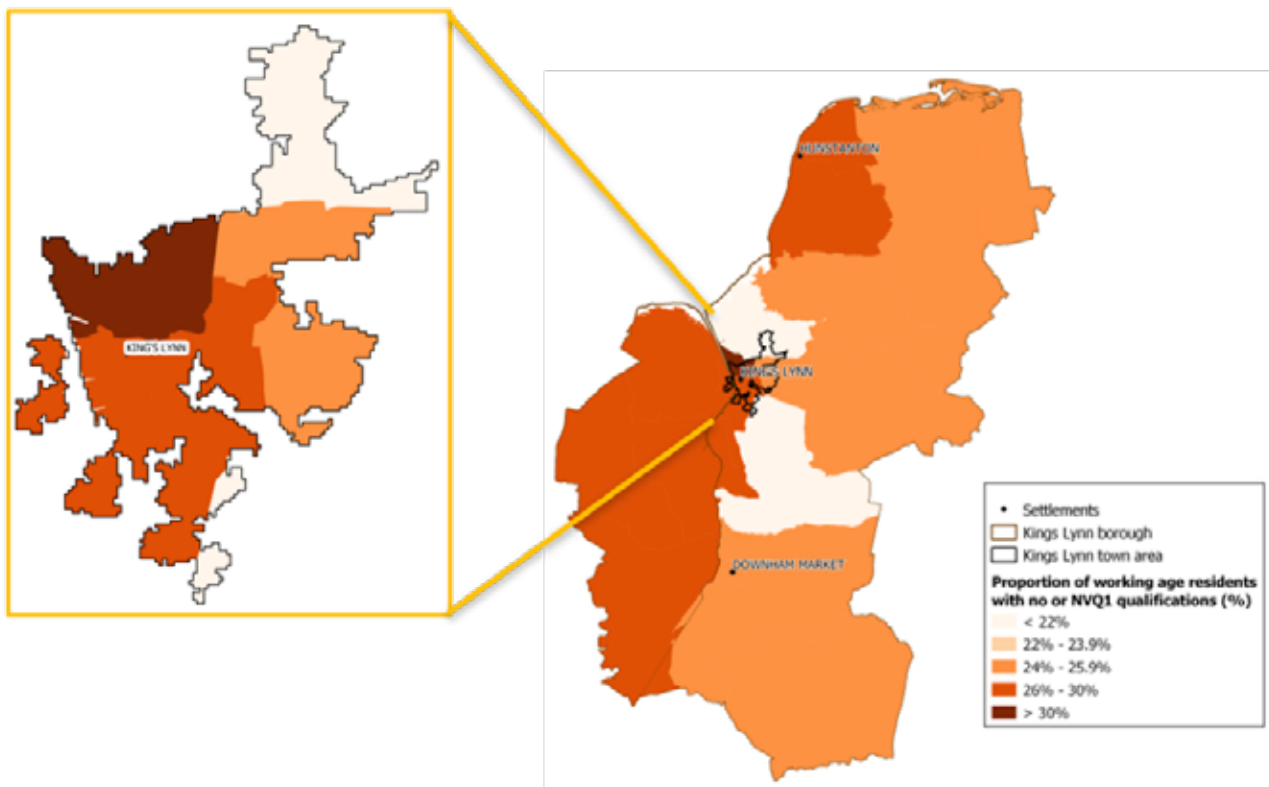 KING'S LYNN
HUNSTANTON
KINGS LYNN
DOWNHAM MARKET
Settlements
Kings Lynn borough
Kings Lynn town area
Proportion of working age residents
with no or NVQ1 qualifications (%)
< 22%
22% - 23.9%
24% - 25.9%
26% - 30%
> 30%